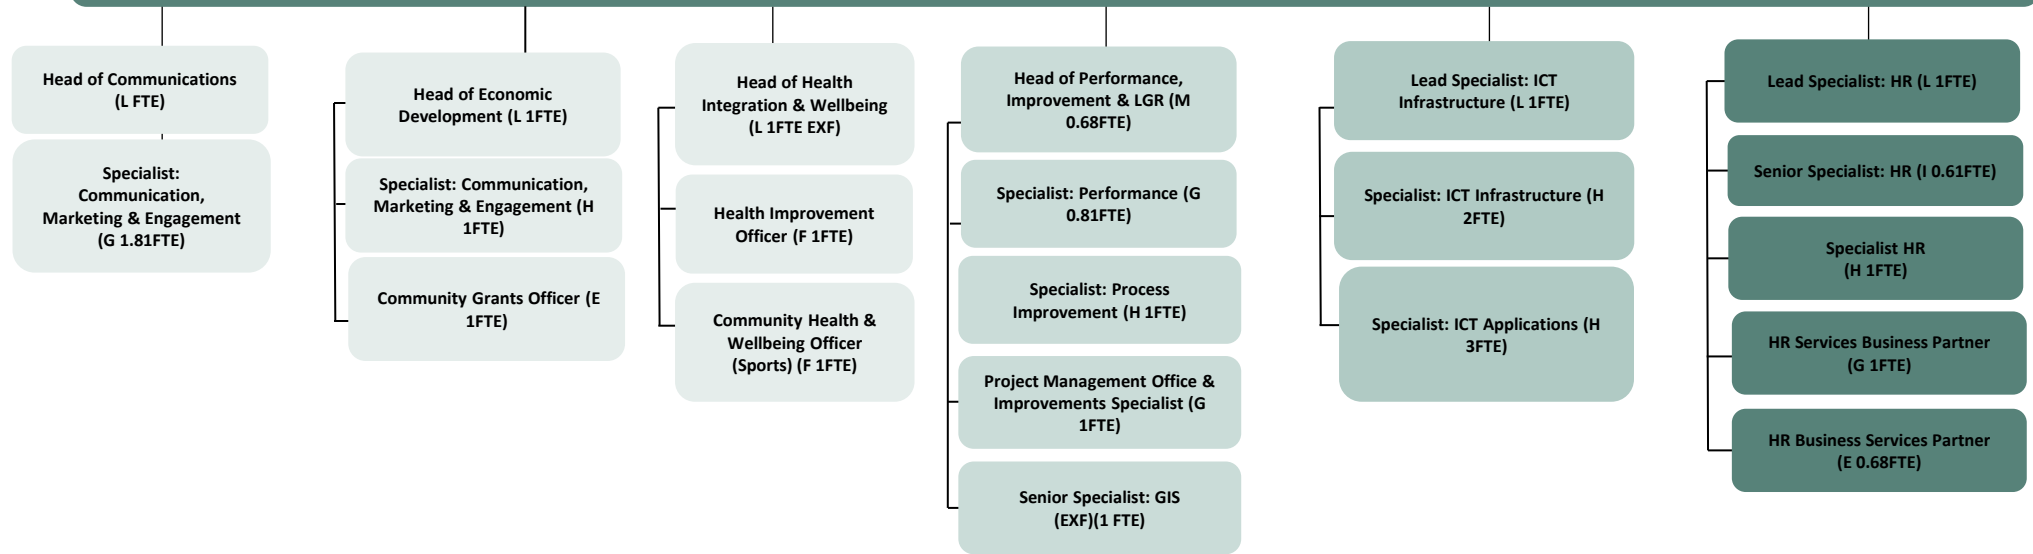 Head of Communications
(L FTE)
Specialist:
Communication,
Marketing & Engagement
(G 1.81FTE)
Head of Economic
Development (L 1FTE)
Specialist: Communication,
Marketing & Engagement (H
1FTE)
Community Grants Officer (E
1FTE)
Head of Health
Integration & Wellbeing
(L 1FTE EXF)
Health Improvement
Officer (F 1FTE)
Community Health &
Wellbeing Officer
(Sports) (F 1FTE)
Head of Performance,
Improvement & LGR (M
0.68FTE)
Specialist: Performance (G
0.81FTE)
Specialist: Process
Improvement (H 1FTE)
Project Management Office &
Improvements Specialist (G
1FTE)
Senior Specialist: GIS
(EXF)(1 FTE)
Lead Specialist: ICT
Infrastructure (L 1FTE)
Specialist: ICT Infrastructure (H
2FTE)
Specialist: ICT Applications (H
3FTE)
Lead Specialist: HR (L 1FTE)
Senior Specialist: HR (I 0.61FTE)
Specialist HR
(H 1FTE)
HR Services Business Partner
(G 1FTE)
HR Business Services Partner
(E 0.68FTE)